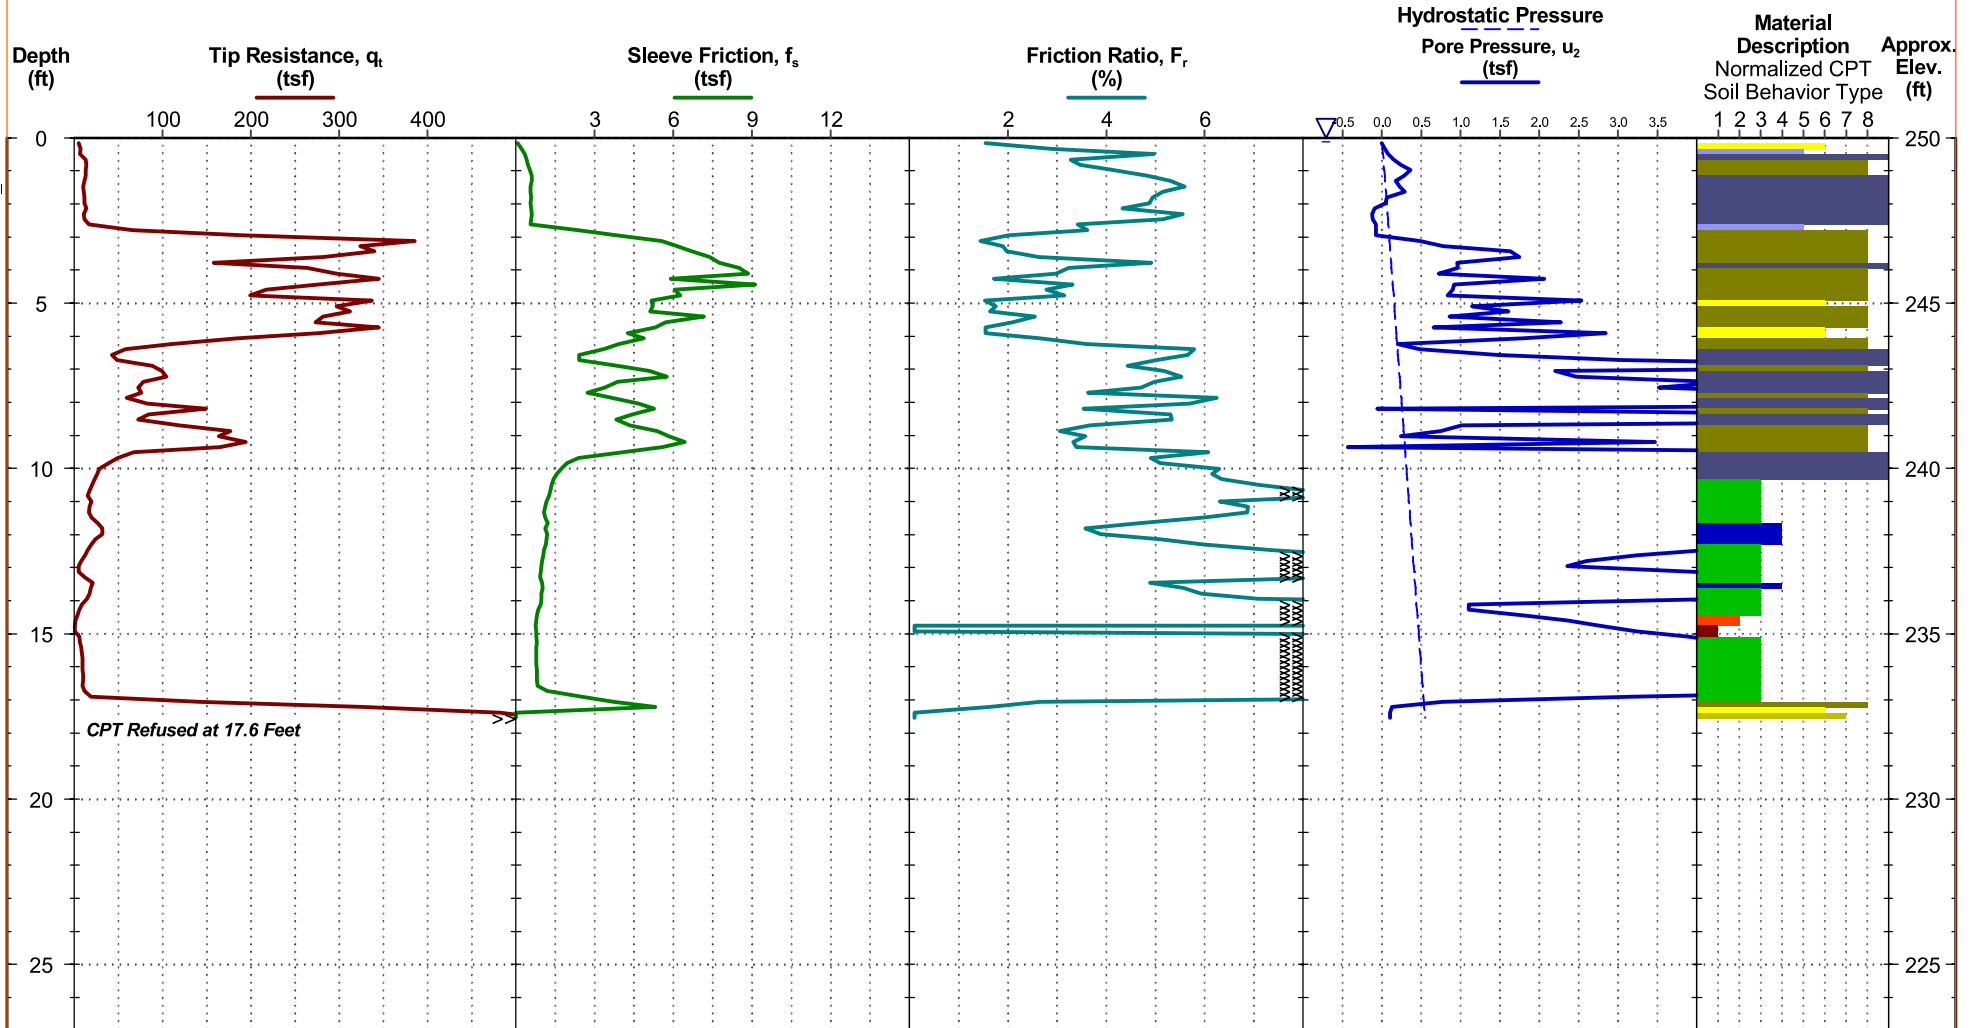 Depth
(ft)
Tip Resistance, qt
(tsf)
Sleeve Friction, fs
(tsf)
Friction Ratio, Fr
(%)
Hydrostatic Pressure
Pore Pressure, u2
(tsf)
Material
Description
Normalized CPT
Soil Behavior Type
Approx.
Elev.
(ft)
100 200 300 400
3 6 9 12
2 4 6
-0.5 0.0 0.5 1.0 1.5 2.0 2.5 3.0 3.5
1 2 3 4 5 6 7 8
0 250
5 245
10 240
>>
15 235
>>
CPT Refused at 17.6 Feet
20 230
25 225